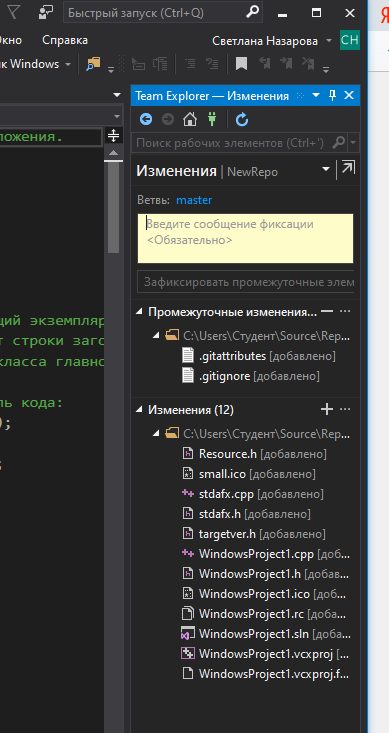 Быстрый запуск (Ctrl+Q)
Окно Справка Светлана Назарова СН
Windows
Team Explorer — Изменения
ложения.
Поиск рабочих элементов (Ctrl+')
Изменения | NewRepo
Ветвь: master
Введите сообщение фиксации
<Обязательно>
Зафиксировать промежуточные элем
Промежуточные изменения...
C:\Users\Студент\Source\Rep...
.gitattributes [добавлено]
.gitignore [добавлено]
щий экземпляр
т строки заго
класса главно
ль кода:
);
;
Изменения (12)
C:\Users\Студент\Source\Rep...
Resource.h [добавлено]
small.ico [добавлено]
stdafx.cpp [добавлено]
stdafx.h [добавлено]
targetver.h [добавлено]
WindowsProject1.cpp [добав...
WindowsProject1.h [добавле...
WindowsProject1.ico [добав...
WindowsProject1.rc [добавл...
WindowsProject1.sln [добав...
WindowsProject1.vcxproj [...
WindowsProject1.vcxproj.f...